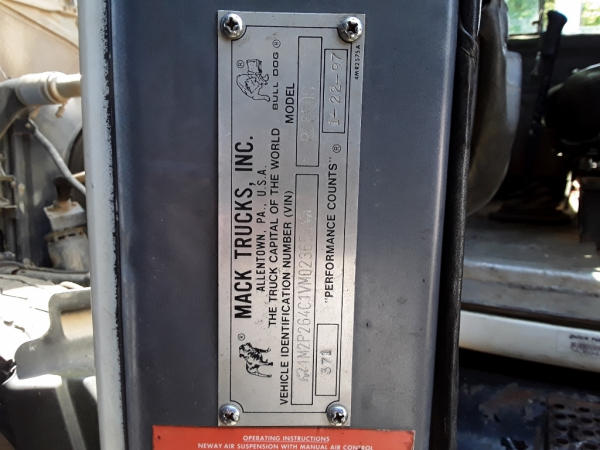 MACK TRUCKS, INC.
ALLENTOWN, PA., U.S.A.
THE TRUCK CAPITAL OF THE WORLD
VEHICLE IDENTIFICATION NUMBER (VIN)
MODEL
BULL DOG ®
371
"PERFORMANCE COUNTS" ®
1-22-97
4MR2575A
OPERATING INSTRUCTIONS
NEWAY AIR SUSPENSION WITH MANUAL AIR CONTROL